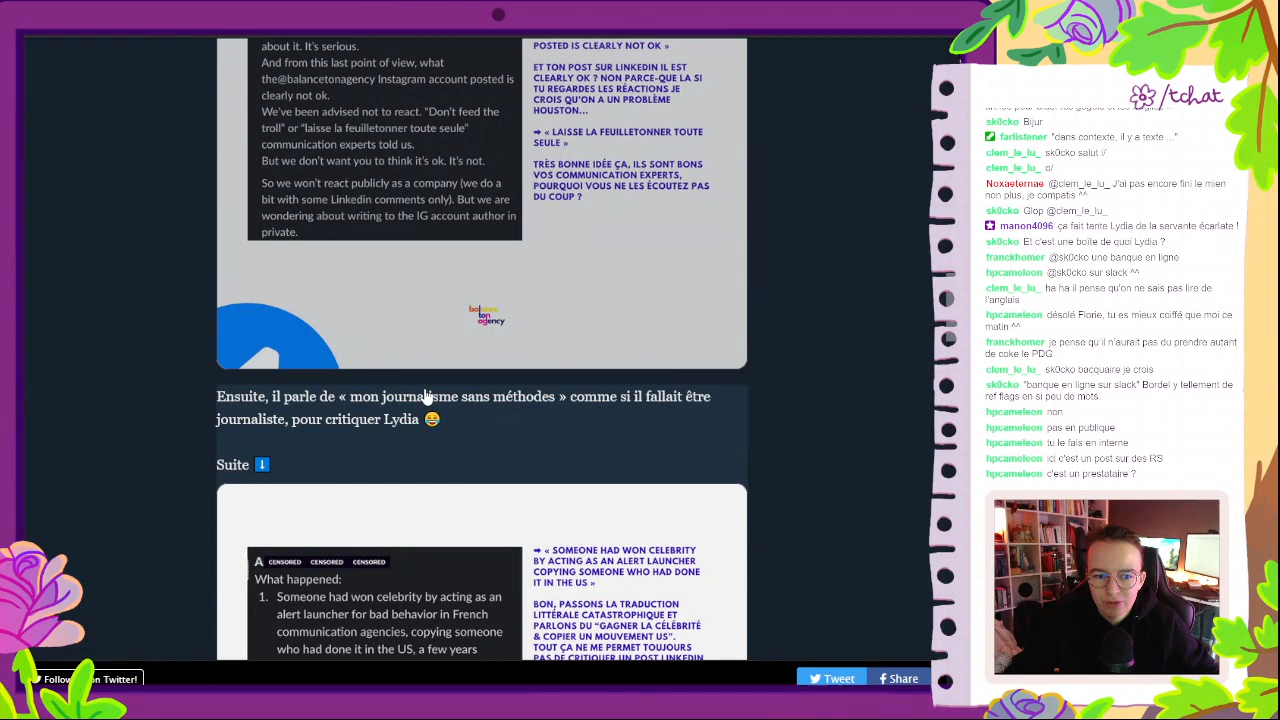 about it. It's serious.
And from this last point of view, what
the@balancetonagency Instagram account posted is
clearly not ok.
We've been advised not to react. "Don't feed the
troll" or "laisse la feuilletonner toute seule"
communication experts told us.
But we don't want you to think it's ok. It's not.
So we won't react publicly as a company (we do a
bit with some Linkedin comments only). But we are
wondering about writing to the IG account author in
private.
POSTED IS CLEARLY NOT OK »
ET TON POST SUR LINKEDIN IL EST
CLEARLY OK ? NON PARCE-QUE LA SI
TU REGARDES LES RÉACTIONS JE
CROIS QU'ON A UN PROBLÈME
HOUSTON...
➡ « LAISSE LA FEUILLETONNER TOUTE
SEULE »
TRÈS BONNE IDÉE ÇA, ILS SONT BONS
VOS COMMUNICATION EXPERTS,
POURQUOI VOUS NE LES ÉCOUTEZ PAS
DU COUP ?
balance
ton
agency
Ensuite, il parle de « mon journalisme sans méthodes » comme si il fallait être
journaliste, pour critiquer Lydia 😅
Suite ⬇
A CENSORED CENSORED CENSORED
What happened:
1. Someone had won celebrity by acting as an
alert launcher for bad behavior in French
communication agencies, copying someone
who had done it in the US, a few years
➡ « SOMEONE HAD WON CELEBRITY
BY ACTING AS AN ALERT LAUNCHER
COPYING SOMEONE WHO HAD DONE
IT IN THE US »
BON, PASSONS LA TRADUCTION
LITTÉRALE CATASTROPHIQUE ET
PARLONS DU "GAGNER LA CÉLÉBRITÉ
& COPIER UN MOUVEMENT US".
TOUT ÇA NE ME PERMET TOUJOURS
PAS DE CRITIQUER UN POST LINKEDIN
Follow on Twitter!
Tweet
Share
/tchat
sk0cko Bijur
farlistener "dans contexte, il y a texte ..."
clem_le_lu_ sk0cko salut i/
clem_le_lu_ o/
Noxaeternae @clem_le_lu_ J'ai pas encore fini le mien
non plus, je compatis ^^
sk0cko Glop @clem_le_lu_
manon4096 ça fait tante Lydia de la servante écarlate !
sk0cko Et c'est une boîte de quoi Lydia ?
franckhomer @sk0cko une banque en ligne
hpcameleon @sk0cko sur slack ^^
clem_le_lu_ ha ha il pense qu'on ne sais pas lire de
l'anglais
hpcameleon désolé Florie, tu es mieux coiffé que moi ce
matin ^^
franckhomer je pense qu'il n'aurait pas du prendre autant
de coke le PDG
clem_le_lu_ sk0cko bacquaire je crois
sk0cko "banque en ligne sur slack" Bordel y tellement de
ref flags en si peu de mots
hpcameleon non
hpcameleon pas en publique
hpcameleon tu le fais en interne
hpcameleon ici c'est un post sur des RS
hpcameleon c'est un prestataire ?